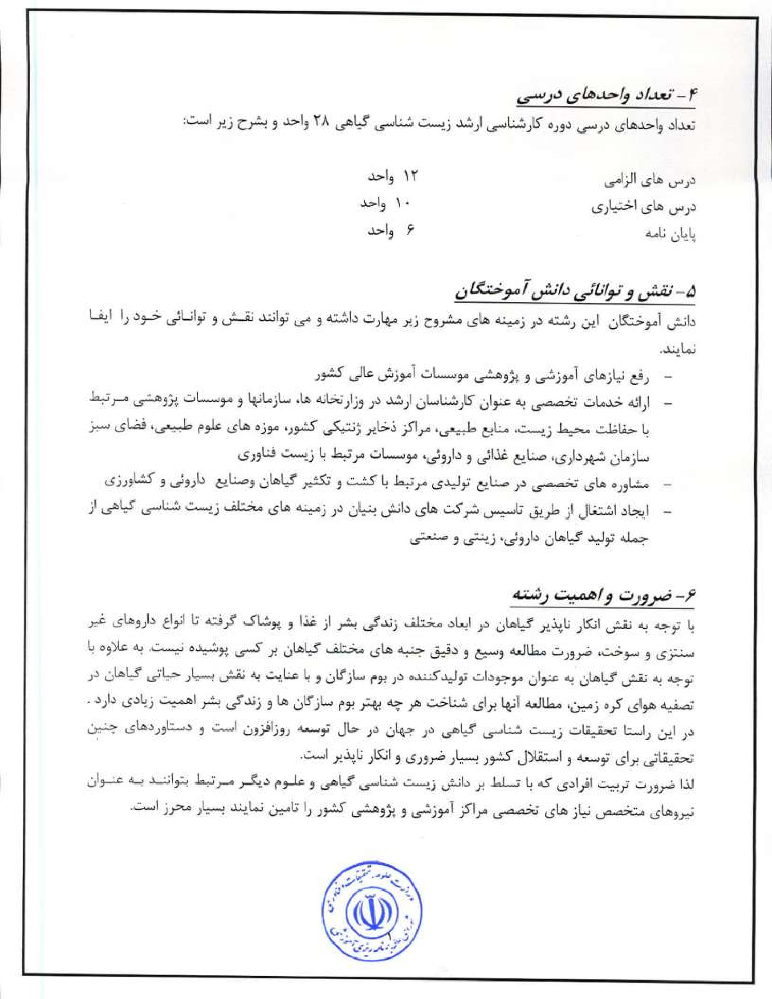 ۴- تعداد واحدهای درسی
تعداد واحدهای درسی دوره کارشناسی ارشد زیست شناسی گیاهی ۲۸ واحد و بشرح زیر است:
درس های الزامی ۱۲ واحد
درس های اختیاری ۱۰ واحد
پایان نامه ۶ واحد
۵- نقش و توانائی دانش آموختگان
دانش آموختگان این رشته در زمینه های مشروح زیر مهارت داشته و می توانند نقـش و توانـائی خـود را ایفـا
نمایند.
- رفع نیازهای آموزشی و پژوهشی موسسات آموزش عالی کشور
- ارائه خدمات تخصصی به عنوان کارشناسان ارشد در وزارتخانه ها، سازمانها و موسسات پژوهشی مـرتبط
با حفاظت محیط زیست، منابع طبیعی، مراکز ذخایر ژنتیکی کشور، موزه های علوم طبیعی، فضای سبز
سازمان شهرداری، صنایع غذائی و داروئی، موسسات مرتبط با زیست فناوری
- مشاوره های تخصصی در صنایع تولیدی مرتبط با کشت و تکثیر گیاهان وصنایع داروئی و کشاورزی
- ایجاد اشتغال از طریق تاسیس شرکت های دانش بنیان در زمینه های مختلف زیست شناسی گیاهی از
جمله تولید گیاهان داروئی، زینتی و صنعتی
۶- ضرورت و اهمیت رشته
با توجه به نقش انکار ناپذیر گیاهان در ابعاد مختلف زندگی بشر از غذا و پوشاک گرفته تا انواع داروهای غیر
سنتزی و سوخت، ضرورت مطالعه وسیع و دقیق جنبه های مختلف گیاهان بر کسی پوشیده نیست. به علاوه با
توجه به نقش گیاهان به عنوان موجودات تولیدکننده در بوم سازگان و با عنایت به نقش بسیار حیاتی گیاهان در
تصفیه هوای کره زمین، مطالعه آنها برای شناخت هر چه بهتر بوم سازگان ها و زندگی بشر اهمیت زیادی دارد .
در این راستا تحقیقات زیست شناسی گیاهی در جهان در حال توسعه روزافزون است و دستاوردهای چنین
تحقیقاتی برای توسعه و استقلال کشور بسیار ضروری و انکار ناپذیر است.
لذا ضرورت تربیت افرادی که با تسلط بر دانش زیست شناسی گیاهی و علـوم دیگـر مـرتبط بتواننـد بـه عنـوان
نیروهای متخصص نیاز های تخصصی مراکز آموزشی و پژوهشی کشور را تامین نمایند بسیار محرز است.
وزارت علوم، تحقیقات و فناوری
شورای عالی برنامه ریزی آموزشی